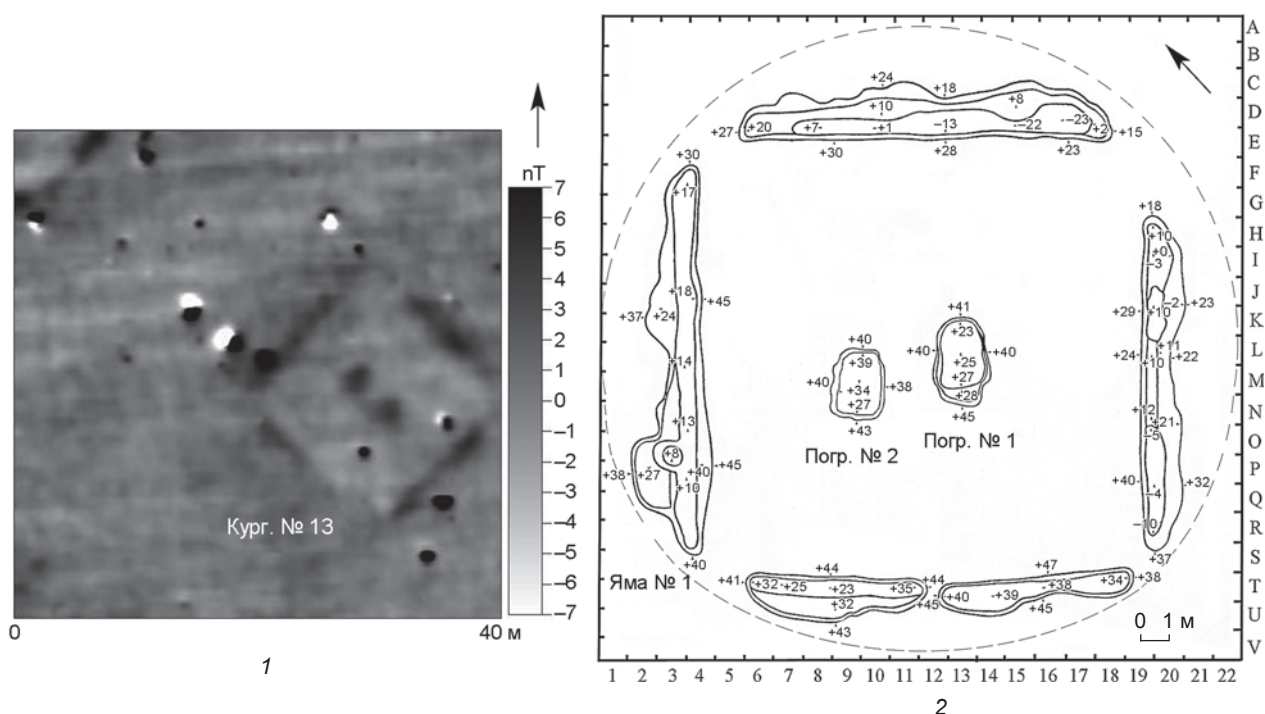 nT
7
6
5
4
3
2
1
0
–1
–2
–3
–4
–5
–6
–7
Кург. № 13
0 40 м
1
A
B
C
D
E
F
G
H
I
J
K
L
M
N
O
P
Q
R
S
T
U
V
+24 +18
+10 +8
+27 +20 +7 +1 –13 –22 –23 +2 +15
+30 +28 +23
+30
+17
+18 +45
+37 +24
+14
+13
+8
+38 +27 +40 +45
+10
+40
+18
+10
+0
–3
–2 +23
+29 +10
+11
+24 +10 +22
+12
+21
–5
+40 –4 +32
–10
+37
+40
+39
+40 +34 +38
+27
+43
Погр. № 2
+41
+23
+40 +40
+25
+27
+28
+45
Погр. № 1
Яма № 1
+44
+41 +32 +25 +23 +35 +44
+32 +45
+43
+47
+40 +39 +38 +34 +38
+45
0 1 м
1 2 3 4 5 6 7 8 9 10 11 12 13 14 15 16 17 18 19 20 21 22
2